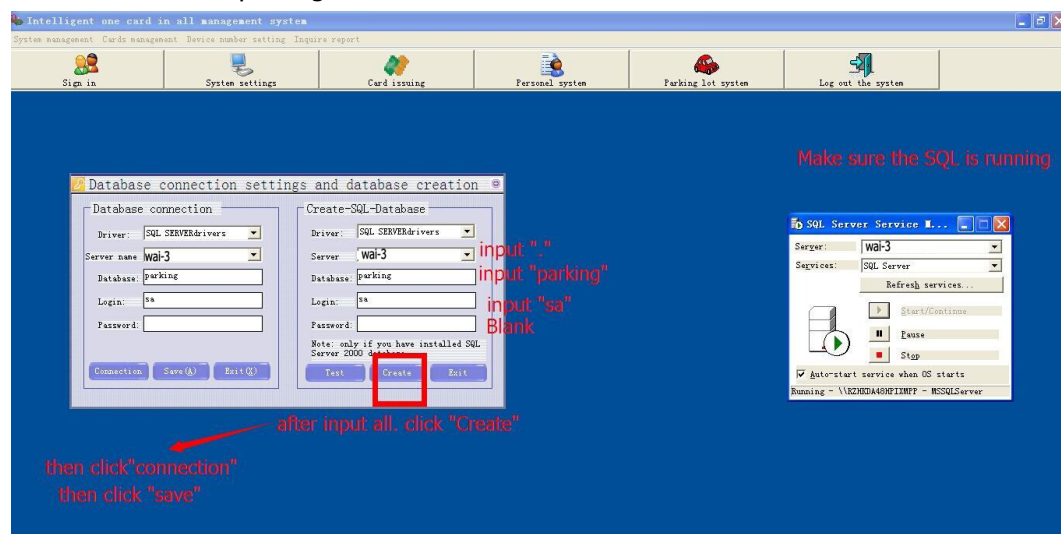 Intelligent one card in all management system
System management Cards management Device number setting Inquire report
Sign in System settings Card issuing Personel system Parking lot system Log out the system
Make sure the SQL is running
Database connection settings and database creation
Database connection
Driver: SQL SERVERdrivers
Server name wai-3
Database: parking
Login: sa
Password:
Connection Save(A) Exit(X)
Create-SQL-Database
Driver: SQL SERVERdrivers
Server . wai-3 input "."
Database: parking input "parking"
Login: sa input "sa"
Password: Blank
Note: only if you have installed SQL
Server 2000 database
Test Create Exit
SQL Server Service M...
Server: wai-3
Services: SQL Server
Refresh services...
Start/Continue
Pause
Stop
Auto-start service when OS starts
Running - MSSQLServer
after input all. click "Create"
then click"connection"
then click "save"